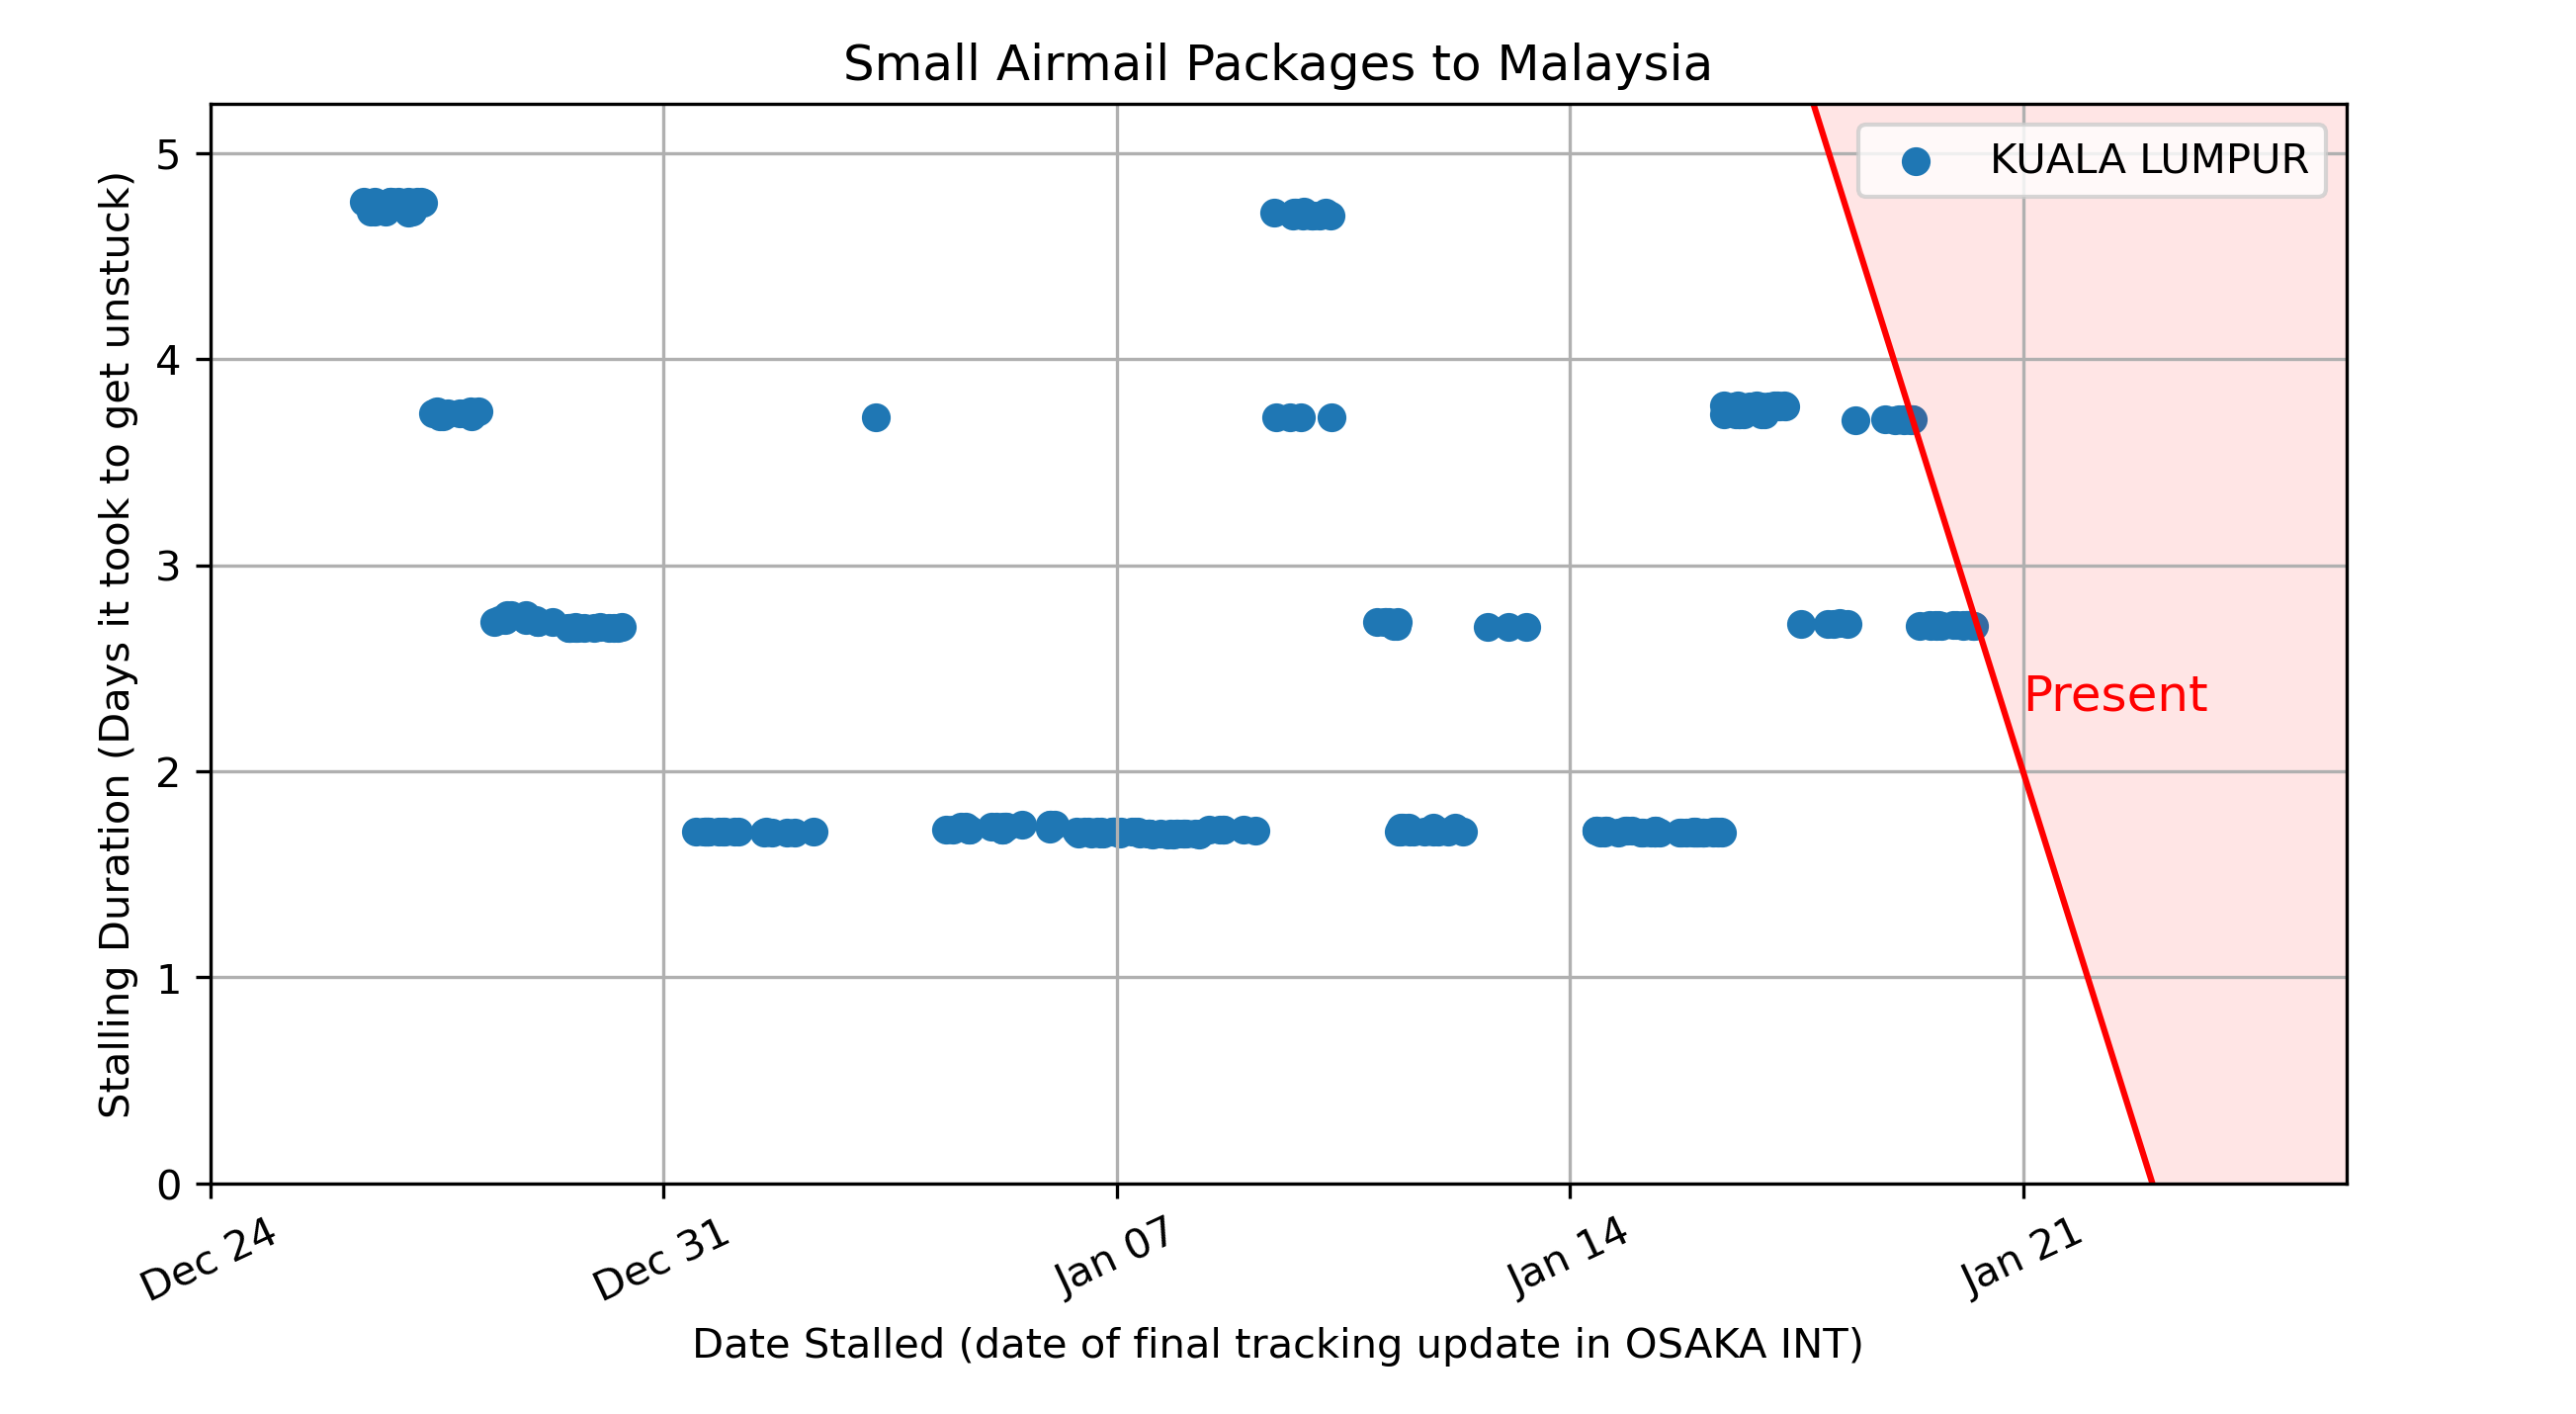 Small Airmail Packages to Malaysia
KUALA LUMPUR
Stalling Duration (Days it took to get unstuck)
5
4
3
2
1
0
Present
Dec 24
Dec 31
Jan 07
Jan 14
Jan 21
Date Stalled (date of final tracking update in OSAKA INT)